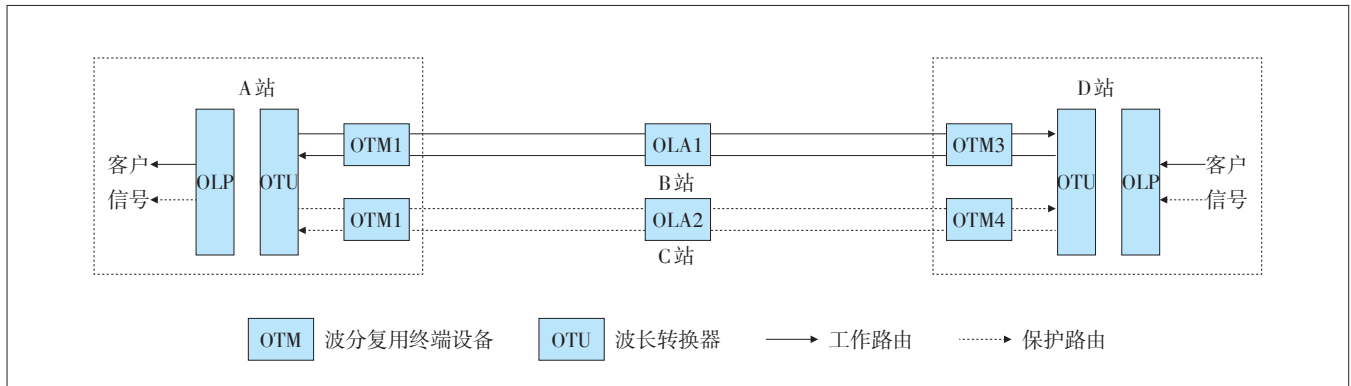 A站
D站
OTM1
OLA1
OTM3
客户
信号
OLP
OTU
B站
OTU
OLP
客户
信号
OTM1
OLA2
OTM4
C站
OTM 波分复用终端设备 OTU 波长转换器 工作路由 保护路由